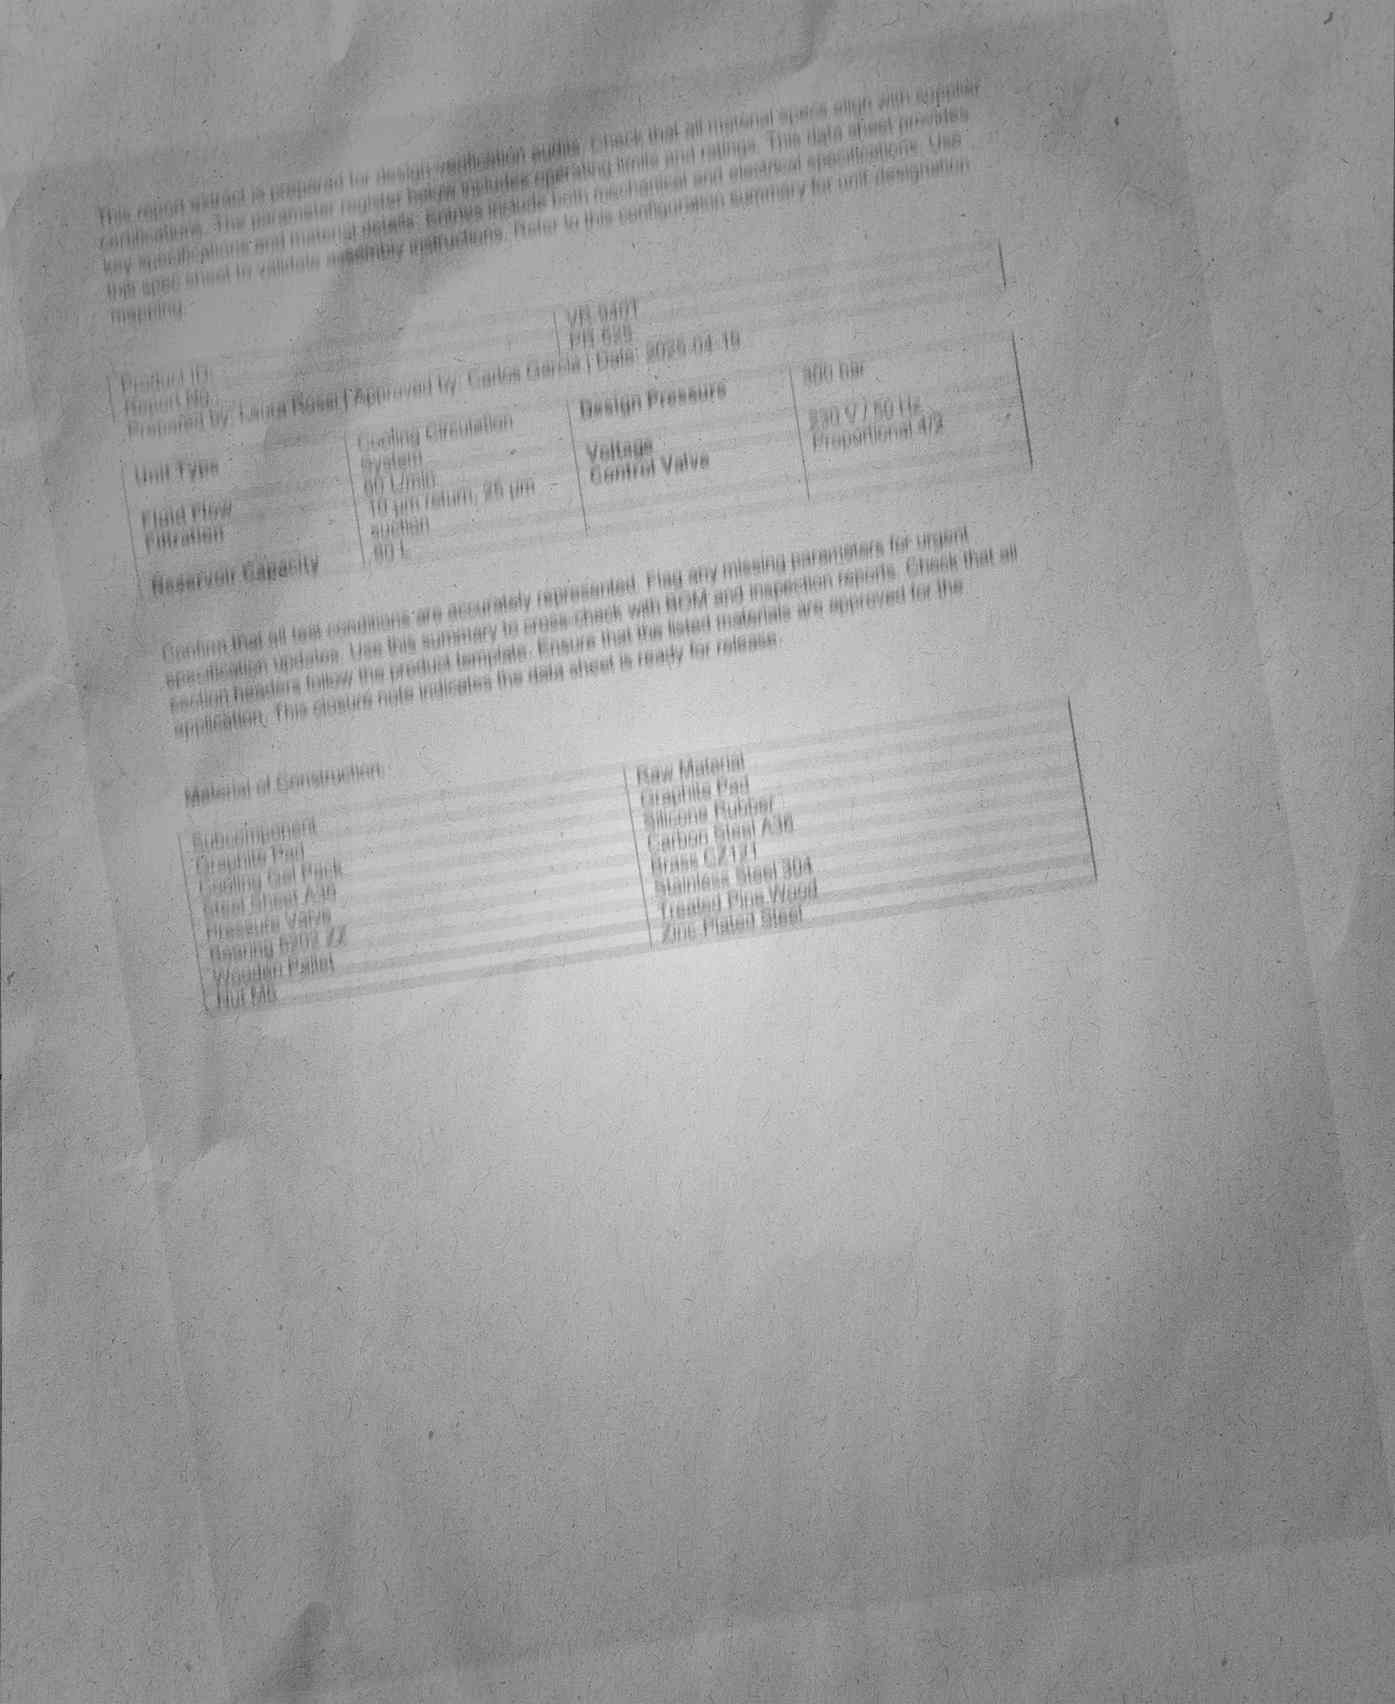 This report extract is prepared for design verification audits. Check that all material specs align with supplier
certifications. The parameter register below includes operating limits and ratings. This data sheet provides
key specifications and material details. Entries include both mechanical and electrical specifications. Use
this spec sheet to validate assembly instructions. Refer to this configuration summary for unit designation
mapping.
Product ID: VR-9401
Report No. PR-625
Prepared by: Laura Rossi | Approved by: Carlos Garcia | Date: 2025-04-19
Unit Type Cooling Circulation System Design Pressure 300 bar
Fluid Flow 60 L/min Voltage 230 V / 50 Hz
Filtration 10 µm return, 25 µm suction Control Valve Proportional 4/3
Reservoir Capacity L
Confirm that all test conditions are accurately represented. Flag any missing parameters for urgent
specification updates. Use this summary to cross-check with BOM and inspection reports. Check that all
section headers follow the product template. Ensure that the listed materials are approved for the
application. This closure note indicates the data sheet is ready for release.
Material of Construction:
Subcomponent Raw Material
Graphite Pad Graphite Pad
Cooling Gel Pack Silicone Rubber
Steel Sheet A36 Carbon Steel A36
Pressure Valve Brass CZ121
Bearing 6202 ZZ Stainless Steel 304
Wooden Pallet Treated Pine Wood
Nut M6 Zinc Plated Steel